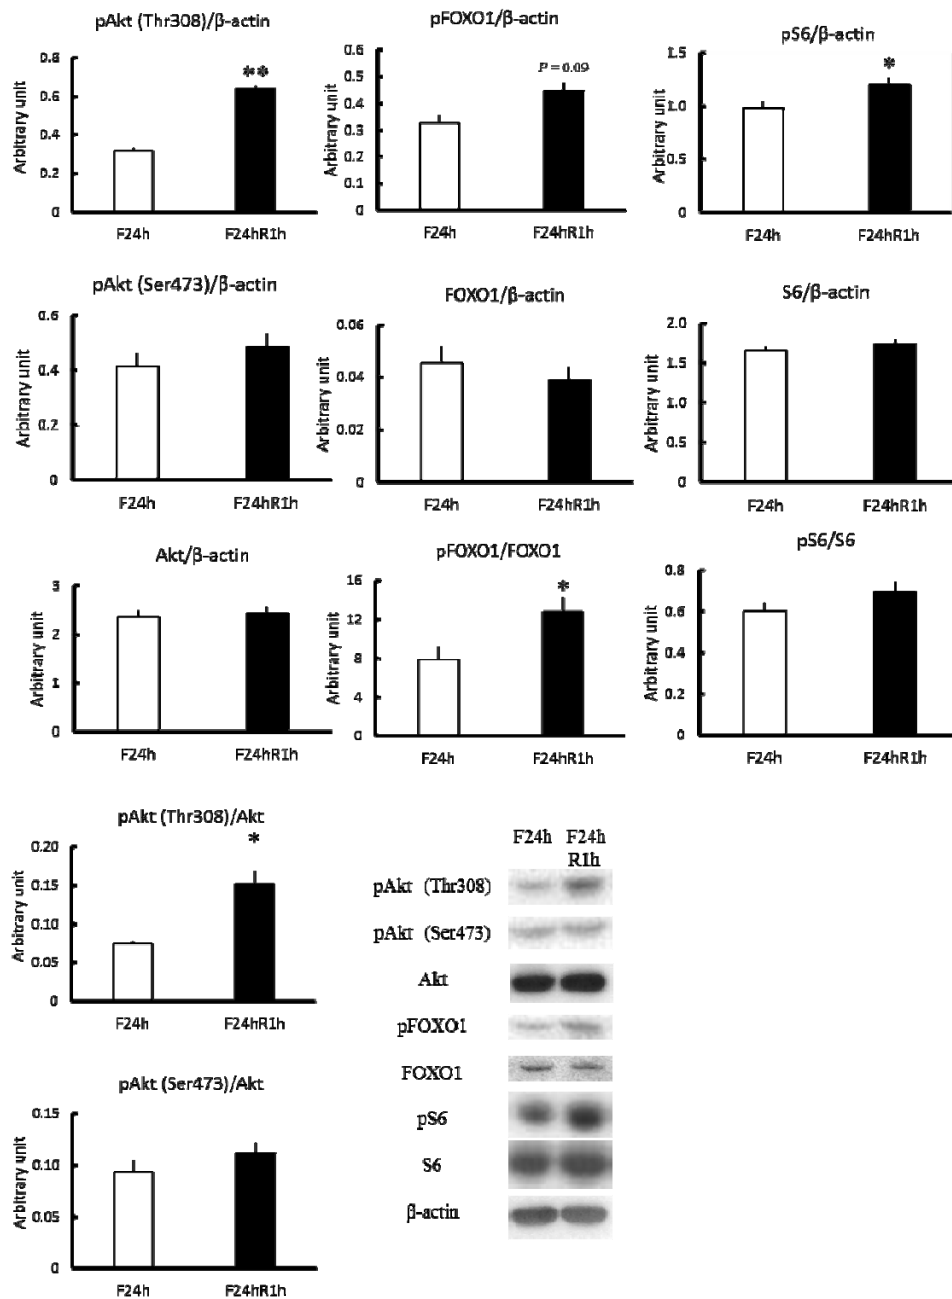 pAkt (Thr308)/β-actin
Arbitrary unit
0.8
0.6
0.4
0.2
0
**
F24h
F24hR1h
pFOXO1/β-actin
Arbitrary unit
0.6
0.5
0.4
0.3
0.2
0.1
0
P = 0.09
F24h
F24hR1h
pS6/β-actin
Arbitrary unit
1.5
1.0
0.5
0
*
F24h
F24hR1h
pAkt (Ser473)/β-actin
Arbitrary unit
0.6
0.4
0.2
0
F24h
F24hR1h
FOXO1/β-actin
Arbitrary unit
0.06
0.04
0.02
0
F24h
F24hR1h
S6/β-actin
Arbitrary unit
2.0
1.5
1.0
0.5
0
F24h
F24hR1h
Akt/β-actin
Arbitrary unit
3
2
1
0
F24h
F24hR1h
pFOXO1/FOXO1
Arbitrary unit
16
12
8
4
0
*
F24h
F24hR1h
pS6/S6
Arbitrary unit
0.8
0.6
0.4
0.2
0
F24h
F24hR1h
pAkt (Thr308)/Akt
Arbitrary unit
0.20
0.15
0.10
0.05
0
*
F24h
F24hR1h
pAkt (Ser473)/Akt
Arbitrary unit
0.15
0.10
0.05
0
F24h
F24hR1h
F24h F24h
R1h
pAkt (Thr308)
pAkt (Ser473)
Akt
pFOXO1
FOXO1
pS6
S6
β-actin